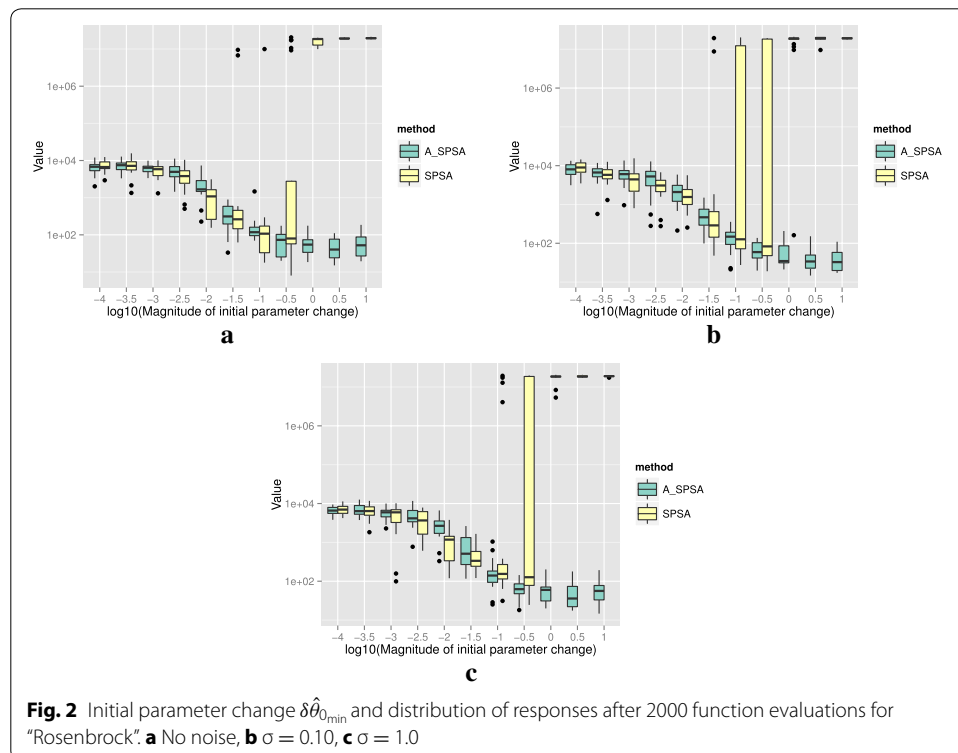 1e+06
1e+04
1e+02
Value
−4 −3.5 −3 −2.5 −2 −1.5 −1 −0.5 0 0.5 1
log10(Magnitude of initial parameter change)
method
A_SPSA
SPSA
a
1e+06
1e+04
1e+02
Value
−4 −3.5 −3 −2.5 −2 −1.5 −1 −0.5 0 0.5 1
log10(Magnitude of initial parameter change)
method
A_SPSA
SPSA
b
1e+06
1e+04
1e+02
Value
−4 −3.5 −3 −2.5 −2 −1.5 −1 −0.5 0 0.5 1
log10(Magnitude of initial parameter change)
method
A_SPSA
SPSA
c
Fig. 2 Initial parameter change δθ̂₀ₘᵢₙ and distribution of responses after 2000 function evaluations for
“Rosenbrock”. a No noise, b σ = 0.10, c σ = 1.0